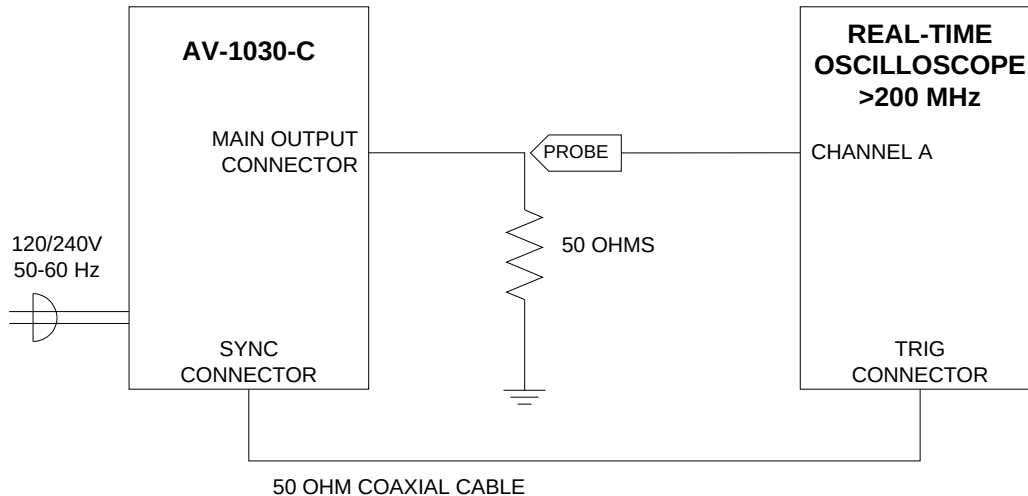 AV-1030-C
REAL-TIME
OSCILLOSCOPE
>200 MHz
MAIN OUTPUT
CONNECTOR
PROBE
CHANNEL A
120/240V
50-60 Hz
50 OHMS
SYNC
CONNECTOR
TRIG
CONNECTOR
50 OHM COAXIAL CABLE